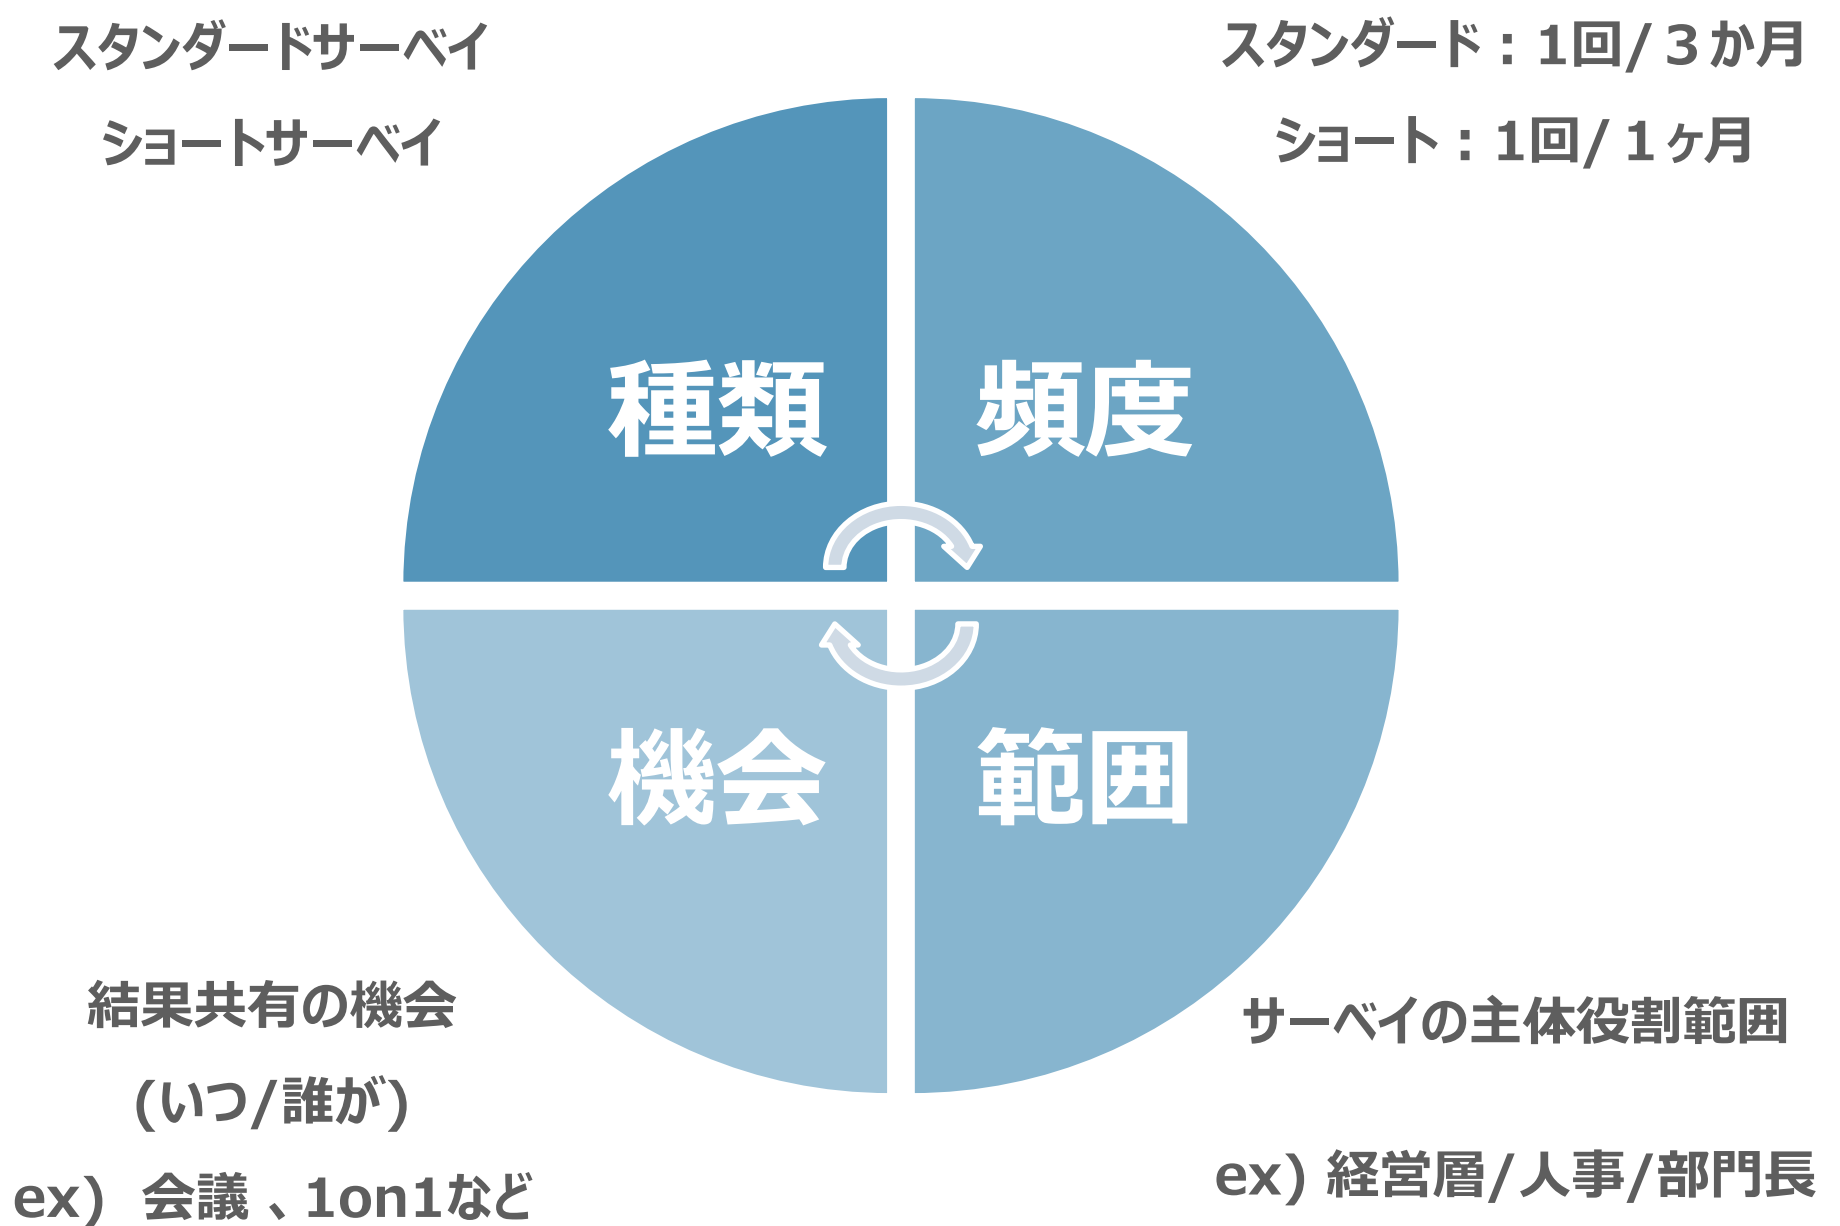 スタンダードサーベイ
ショートサーベイ
スタンダード：1回/３か月
ショート：1回/１ヶ月
種類
頻度
機会
範囲
結果共有の機会
(いつ/誰が)
ex) 会議 、1on1など
サーベイの主体役割範囲
ex) 経営層/人事/部門長